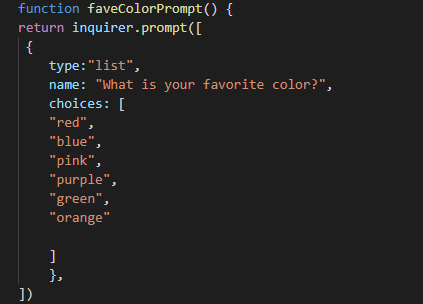 function faveColorPrompt() {
return inquirer.prompt([
{
type:"list",
name: "What is your favorite color?",
choices: [
"red",
"blue",
"pink",
"purple",
"green",
"orange"
]
},
])